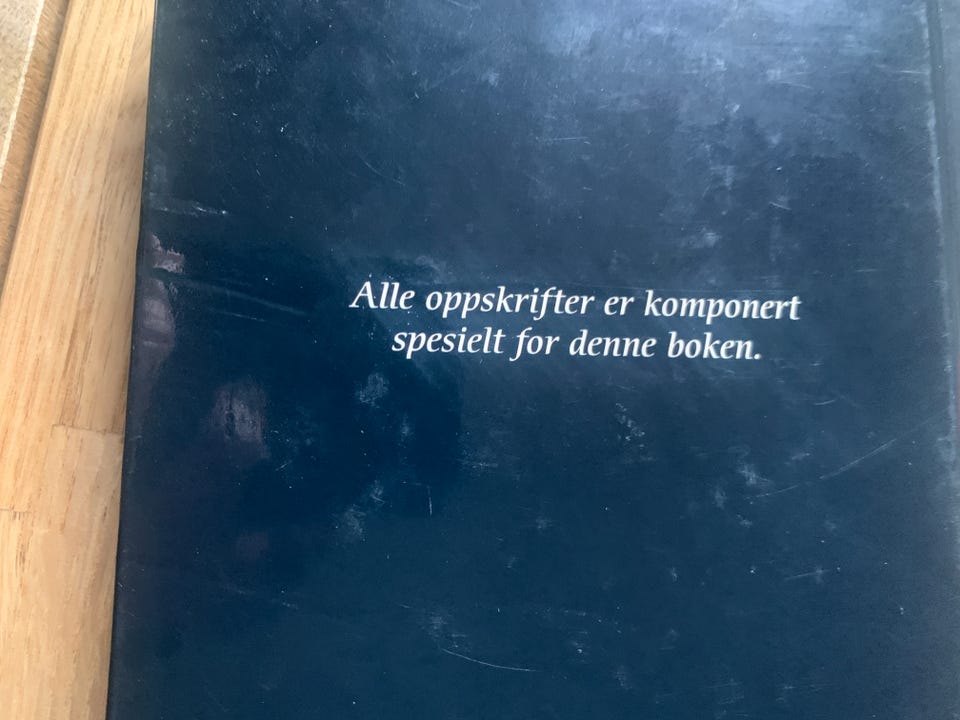 Alle oppskrifter er komponert
spesielt for denne boken.